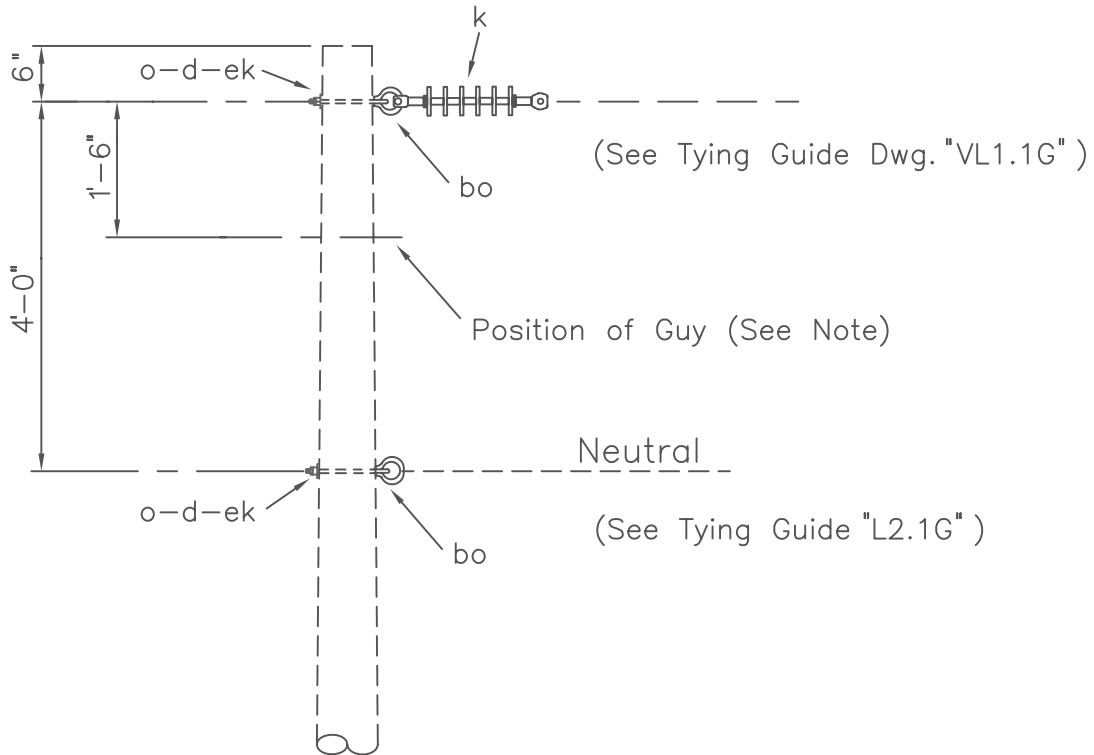 k
6"
o-d-ek
(See Tying Guide Dwg. "VL1.1G" )
1'-6"
bo
4'-0"
Position of Guy (See Note)
Neutral
o-d-ek
(See Tying Guide "L2.1G" )
bo